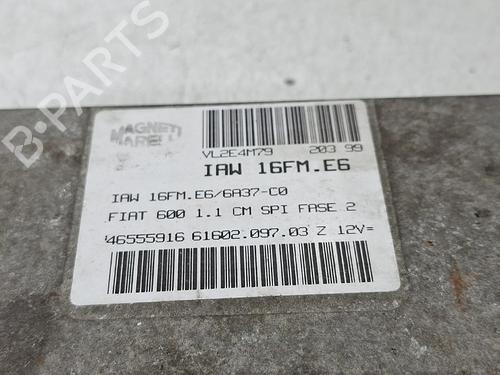 B-PARTS
MAGNETI
MARELLI
VL2E4M79 203 99
IAW 16FM.E6
IAW 16FM.E6/6A37-C0
FIAT 600 1.1 CM SPI FASE 2
46555916 61602.097.03 Z 12V=